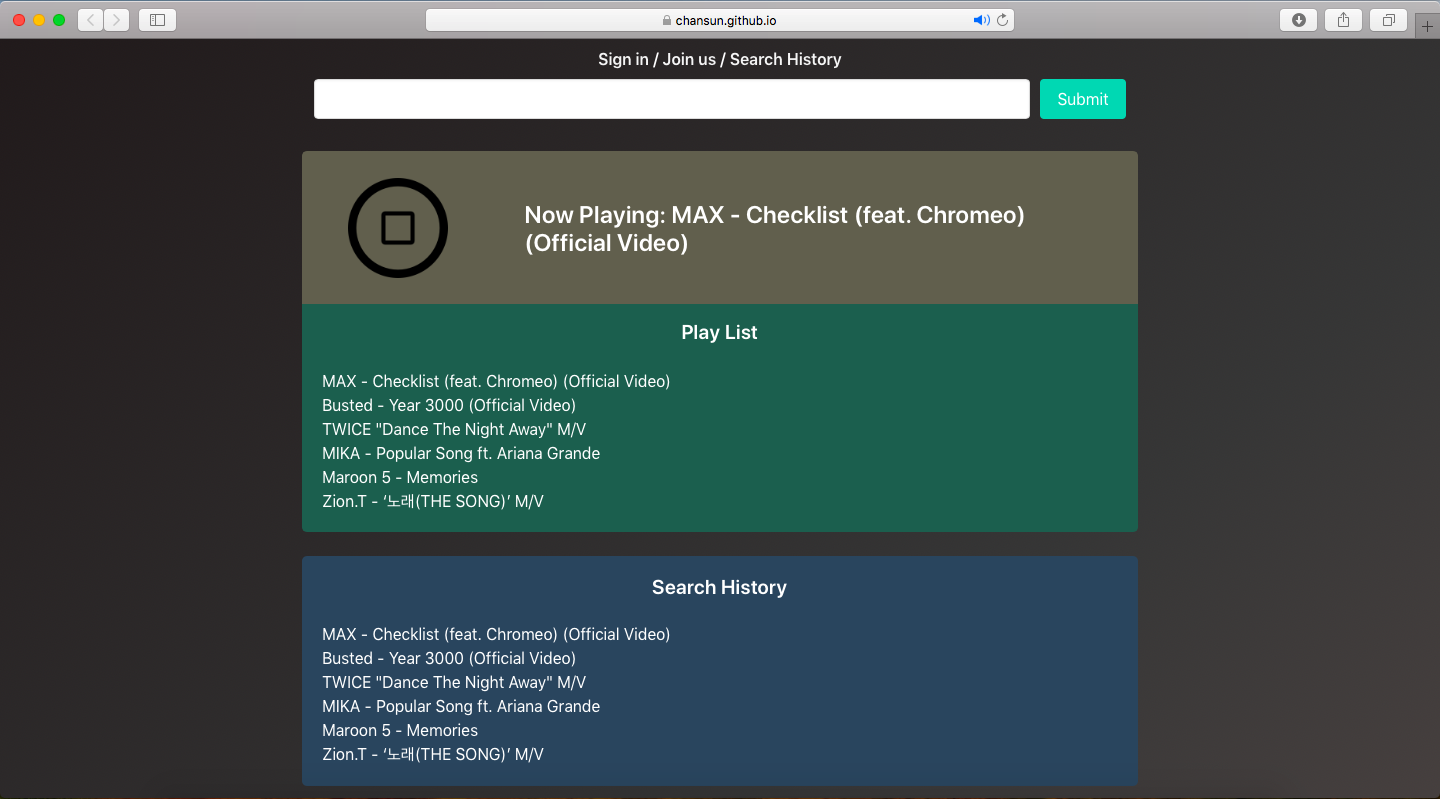 chansun.github.io
Sign in / Join us / Search History
Submit
Now Playing: MAX - Checklist (feat. Chromeo)
(Official Video)
Play List
MAX - Checklist (feat. Chromeo) (Official Video)
Busted - Year 3000 (Official Video)
TWICE "Dance The Night Away" M/V
MIKA - Popular Song ft. Ariana Grande
Maroon 5 - Memories
Zion.T - ‘노래(THE SONG)’ M/V
Search History
MAX - Checklist (feat. Chromeo) (Official Video)
Busted - Year 3000 (Official Video)
TWICE "Dance The Night Away" M/V
MIKA - Popular Song ft. Ariana Grande
Maroon 5 - Memories
Zion.T - ‘노래(THE SONG)’ M/V